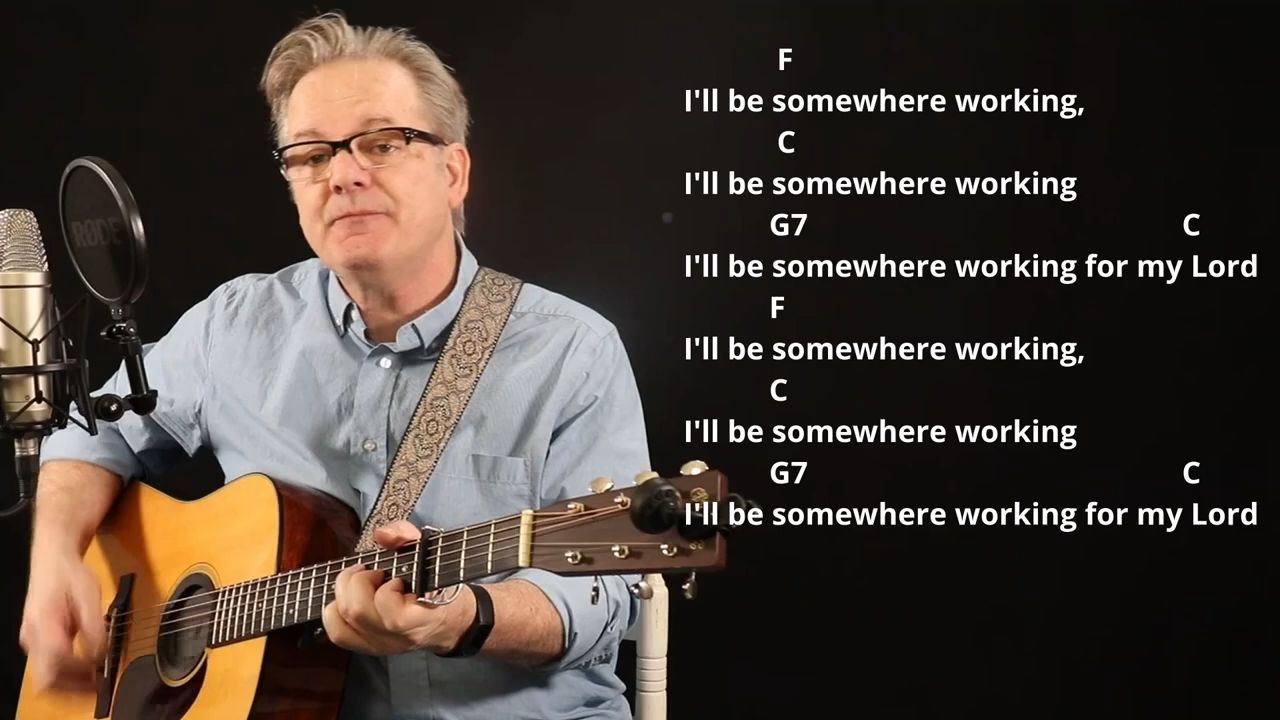 RØDE
F
I'll be somewhere working,
C
I'll be somewhere working
G7 C
I'll be somewhere working for my Lord
F
I'll be somewhere working,
C
I'll be somewhere working
G7 C
I'll be somewhere working for my Lord